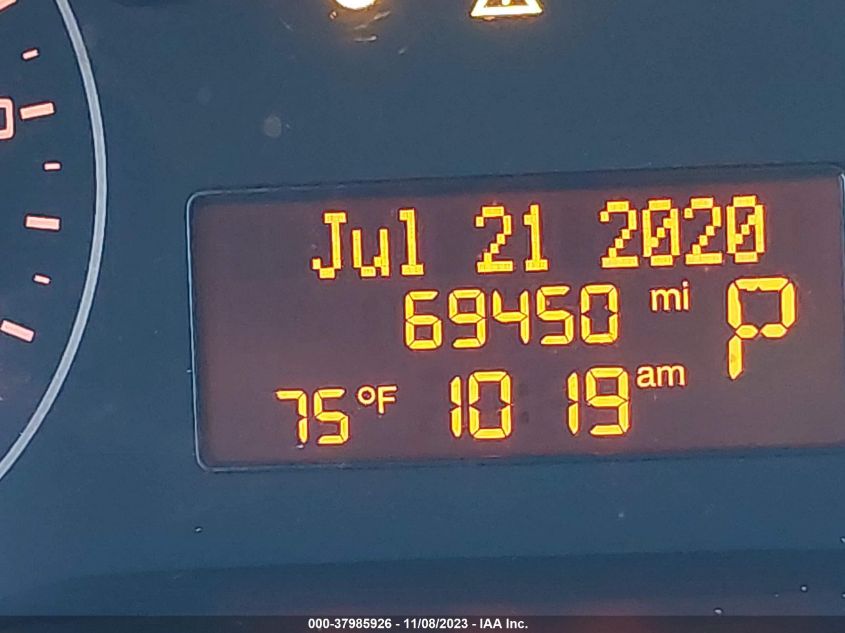 Jul 21 2020
69450 mi P
75 °F 10 19 am
000-37985926 - 11/08/2023 - IAA Inc.